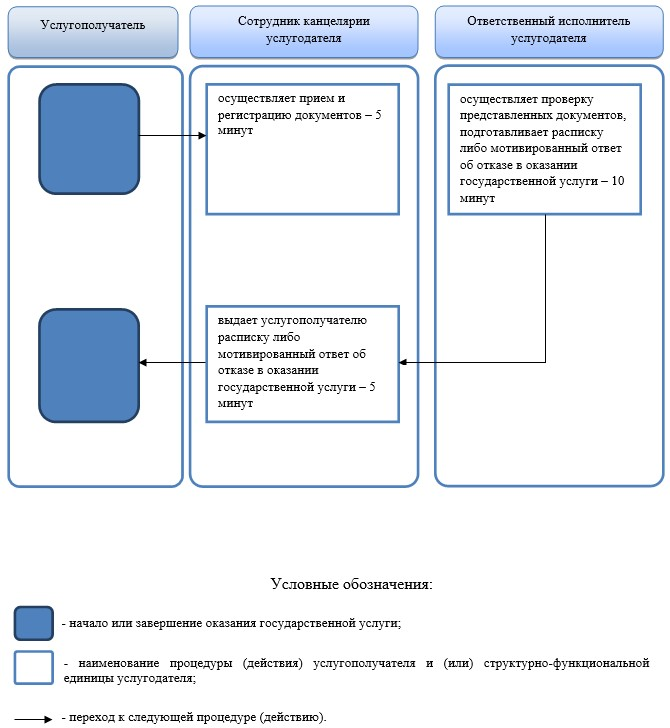 Услугополучатель
Сотрудник канцелярии
услугодателя
Ответственный исполнитель
услугодателя
осуществляет прием и
регистрацию документов – 5
минут
осуществляет проверку
представленных документов,
подготавливает расписку
либо мотивированный ответ
об отказе в оказании
государственной услуги – 10
минут
выдает услугополучателю
расписку либо
мотивированный ответ об
отказе в оказании
государственной услуги – 5
минут
Условные обозначения:
- начало или завершение оказания государственной услуги;
- наименование процедуры (действия) услугополучателя и (или) структурно-функциональной
единицы услугодателя;
- переход к следующей процедуре (действию).